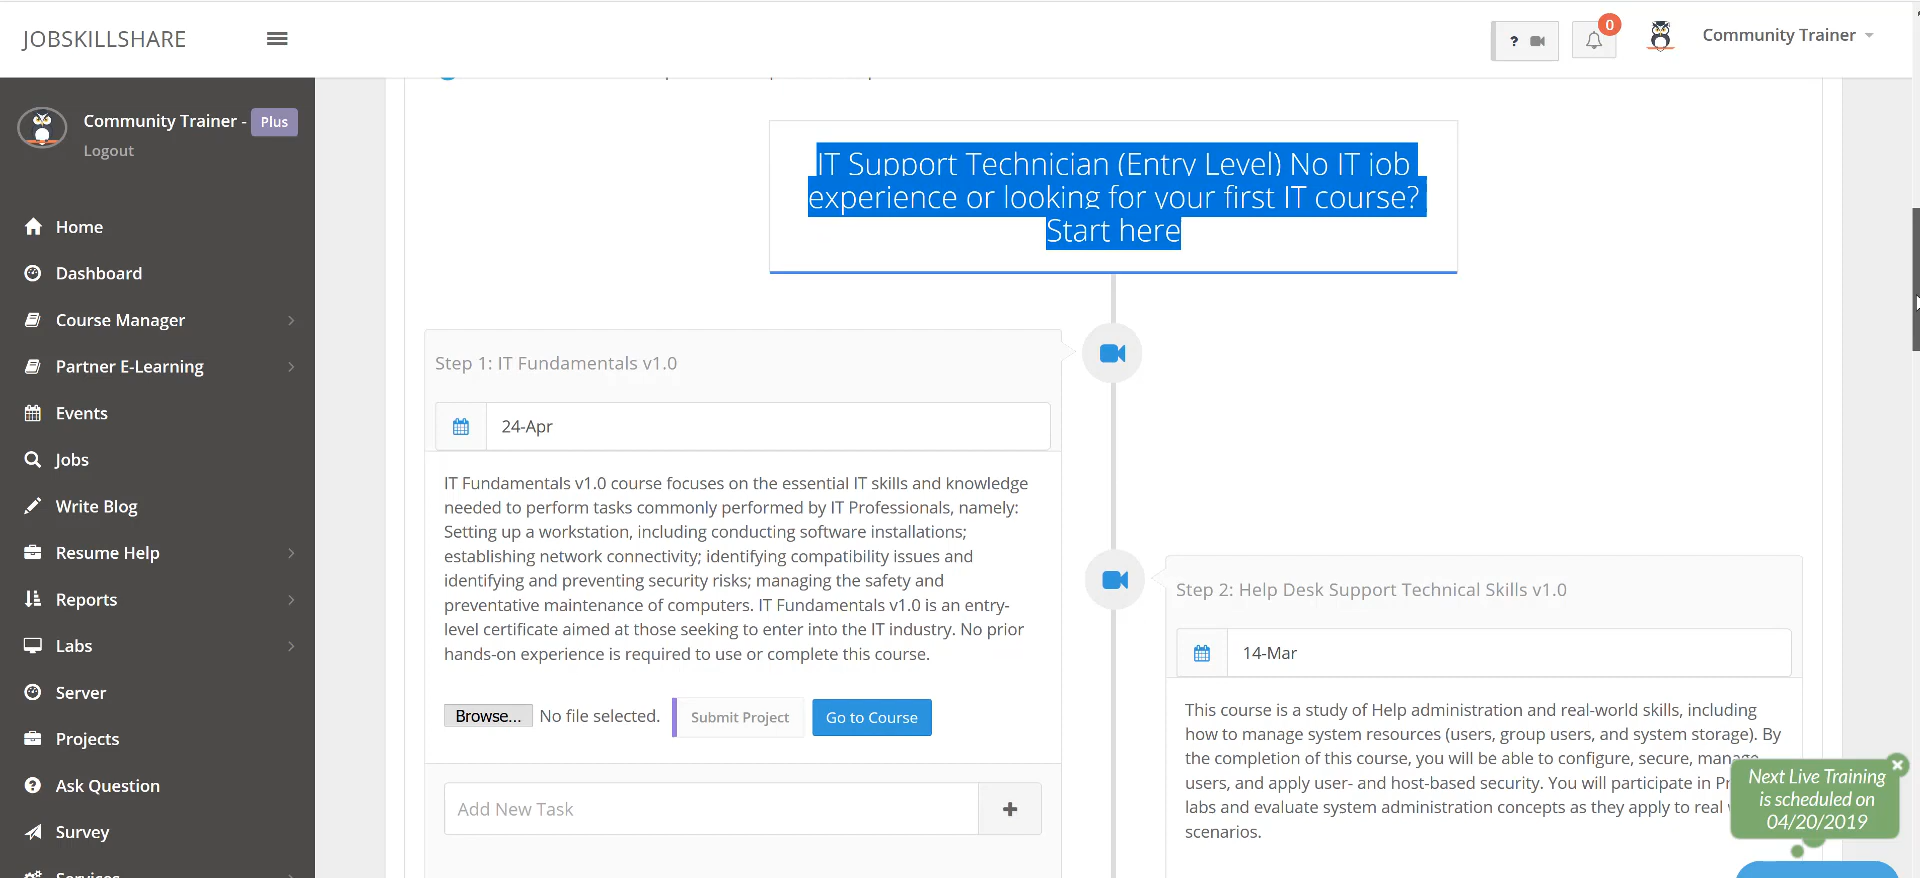 JOBSKILLSHARE
?
0
Community Trainer
Community Trainer - Plus
Logout
Home
Dashboard
Course Manager
Partner E-Learning
Events
Jobs
Write Blog
Resume Help
Reports
Labs
Server
Projects
Ask Question
Survey
Services
IT Support Technician (Entry Level) No IT job
experience or looking for your first IT course?
Start here
Step 1: IT Fundamentals v1.0
24-Apr
IT Fundamentals v1.0 course focuses on the essential IT skills and knowledge
needed to perform tasks commonly performed by IT Professionals, namely:
Setting up a workstation, including conducting software installations;
establishing network connectivity; identifying compatibility issues and
identifying and preventing security risks; managing the safety and
preventative maintenance of computers. IT Fundamentals v1.0 is an entry-
level certificate aimed at those seeking to enter into the IT industry. No prior
hands-on experience is required to use or complete this course.
Browse... No file selected. Submit Project Go to Course
Add New Task +
Step 2: Help Desk Support Technical Skills v1.0
14-Mar
This course is a study of Help administration and real-world skills, including
how to manage system resources (users, group users, and system storage). By
the completion of this course, you will be able to configure, secure, manage
users, and apply user- and host-based security. You will participate in
labs and evaluate system administration concepts as they apply to real
scenarios.
Next Live Training
is scheduled on
04/20/2019